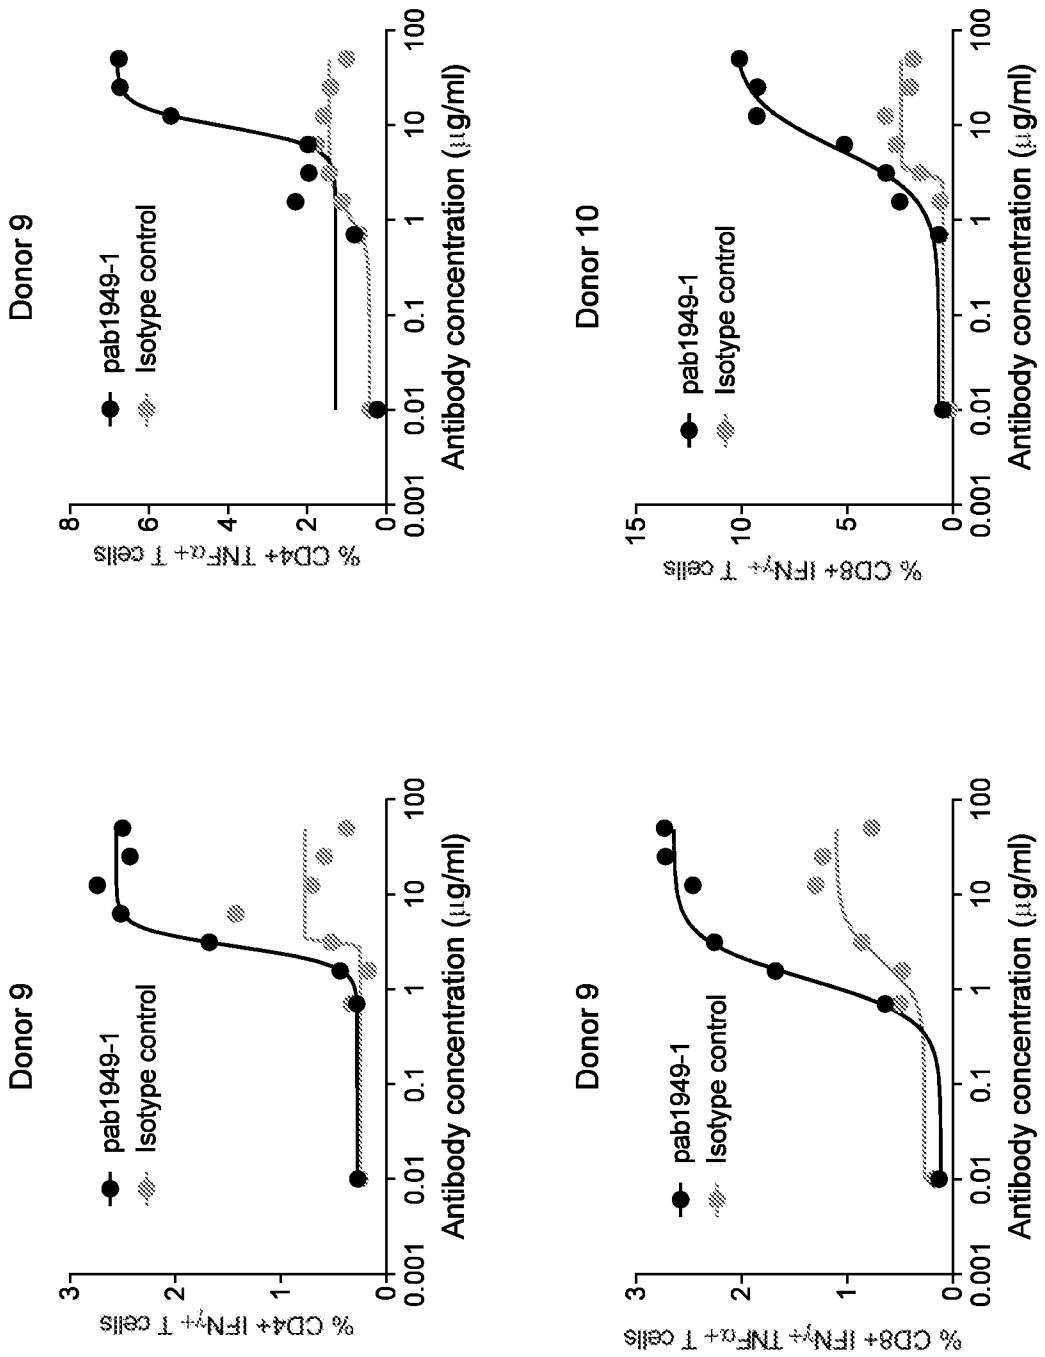 Donor 9
% CD4+ IFNγ+ T cells
3
2
1
0
pab1949-1
Isotype control
0.001
0.01
0.1
1
10
100
Antibody concentration (μg/ml)
Donor 9
% CD4+ TNFα+ T cells
8
6
4
2
0
pab1949-1
Isotype control
0.001
0.01
0.1
1
10
100
Antibody concentration (μg/ml)
Donor 9
% CD8+ IFNγ+ TNFα+ T cells
3
2
1
0
pab1949-1
Isotype control
0.001
0.01
0.1
1
10
100
Antibody concentration (μg/ml)
Donor 10
% CD8+ IFNγ+ T cells
15
10
5
0
pab1949-1
Isotype control
0.001
0.01
0.1
1
10
100
Antibody concentration (μg/ml)